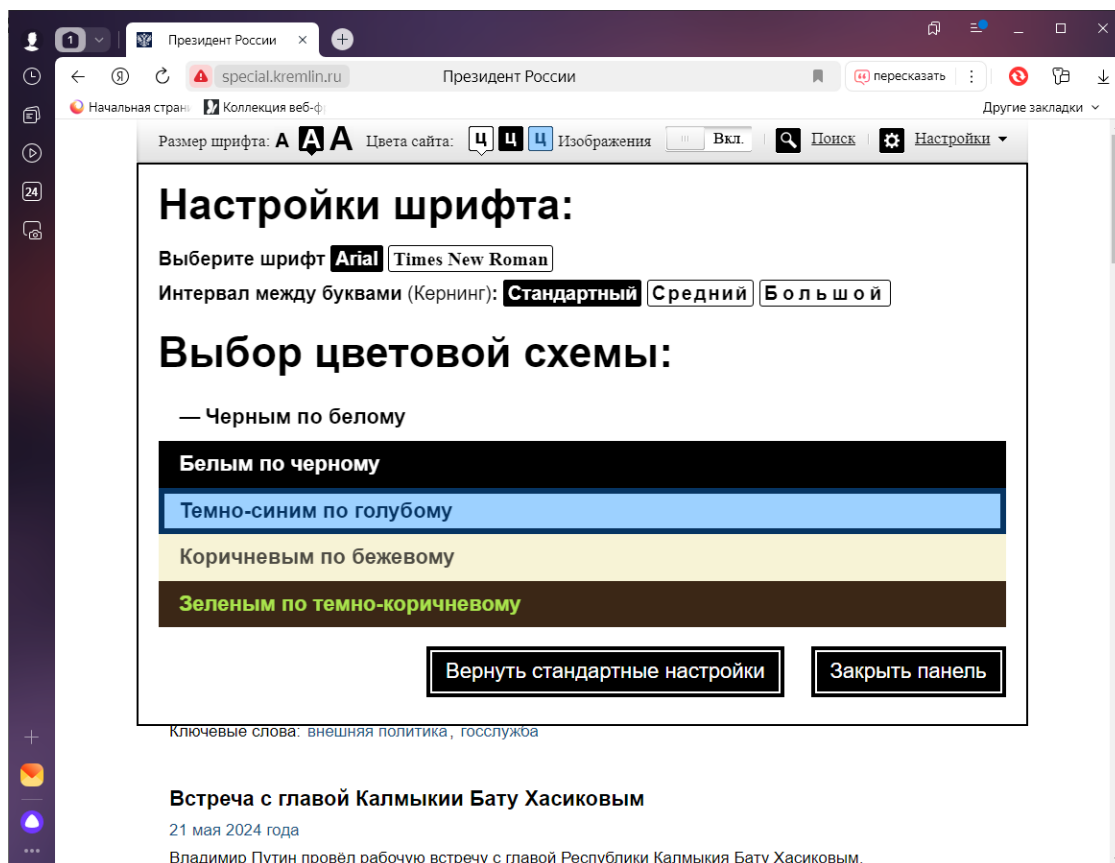 1 Президент России
special.kremlin.ru Президент России пересказать
Начальная стран Коллекция веб-ф Другие закладки
24
Размер шрифта: А А А Цвета сайта: Ц Ц Ц Изображения Вкл. Поиск Настройки
Настройки шрифта:
Выберите шрифт Arial Times New Roman
Интервал между буквами (Кернинг): Стандартный Средний Большой
Выбор цветовой схемы:
— Черным по белому
Белым по черному
Темно-синим по голубому
Коричневым по бежевому
Зеленым по темно-коричневому
Вернуть стандартные настройки Закрыть панель
Ключевые слова: внешняя политика, госслужба
Встреча с главой Калмыкии Бату Хасиковым
21 мая 2024 года
Владимир Путин провёл рабочую встречу с главой Республики Калмыкия Бату Хасиковым.